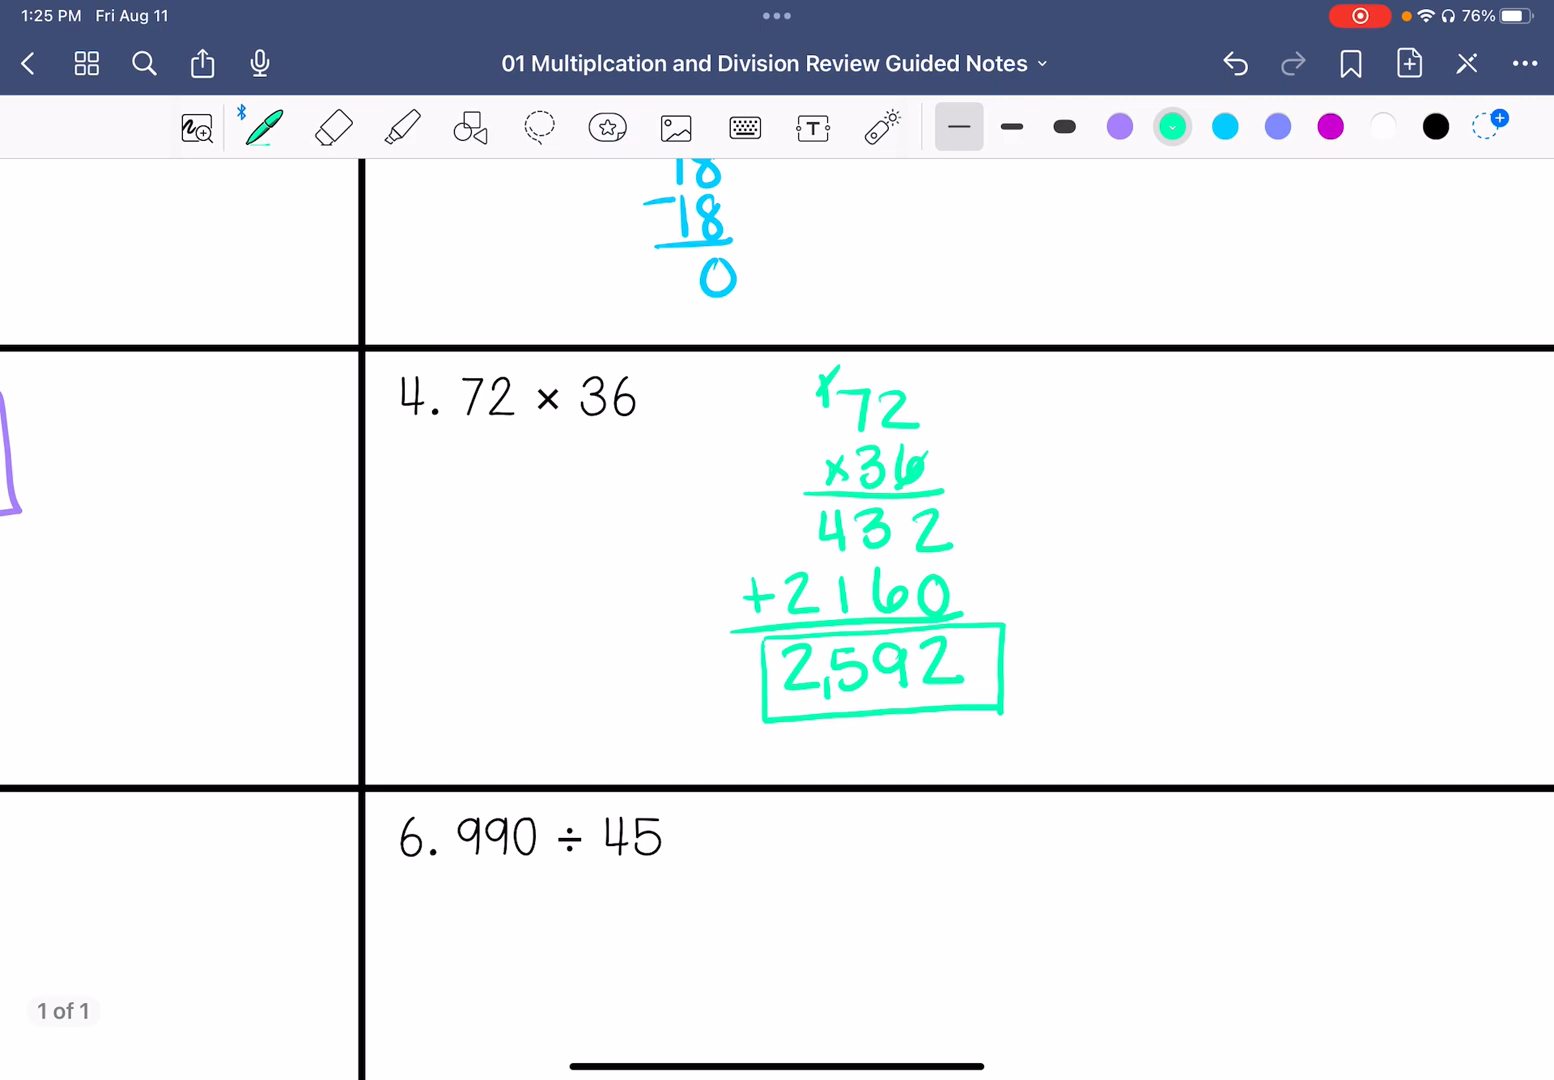 1:25 PM Fri Aug 11
76%
01 Multiplcation and Division Review Guided Notes
T
18
-18
0
4. 72 × 36
1
72
×36
432
+2160
2,592
6. 990 ÷ 45
1 of 1